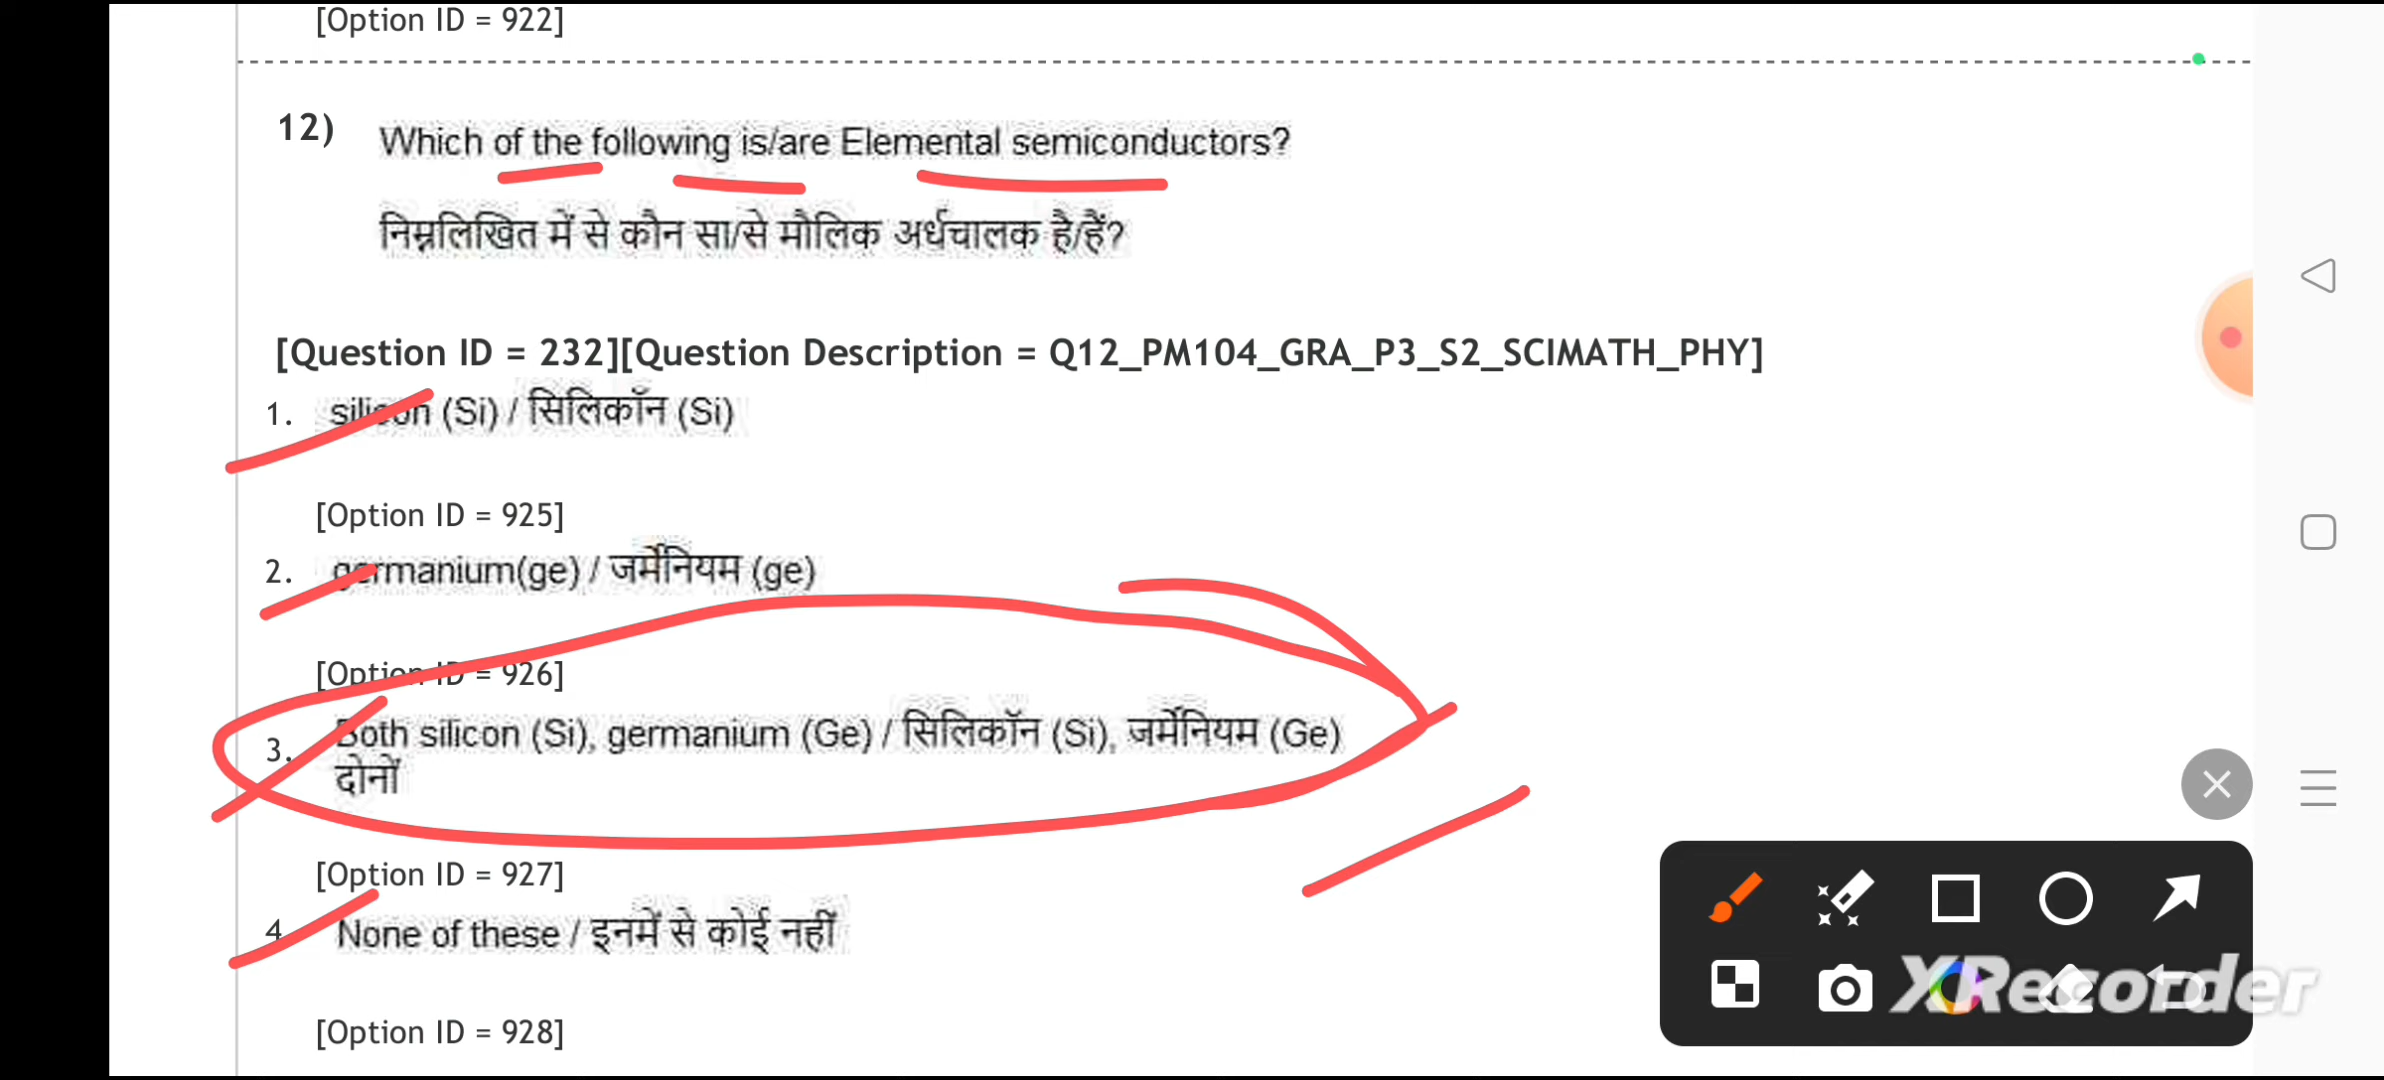 [Option ID = 922]
12) Which of the following is/are Elemental semiconductors?
निम्नलिखित में से कौन सा/से मौलिक अर्धचालक है/हैं?
[Question ID = 232][Question Description = Q12_PM104_GRA_P3_S2_SCIMATH_PHY]
1. silicon (Si) / सिलिकॉन (Si)
[Option ID = 925]
2. germanium(ge) / जर्मेनियम (ge)
[Option ID = 926]
3. Both silicon (Si), germanium (Ge) / सिलिकॉन (Si), जर्मेनियम (Ge)
दोनों
[Option ID = 927]
4. None of these / इनमें से कोई नहीं
[Option ID = 928]
XRecorder